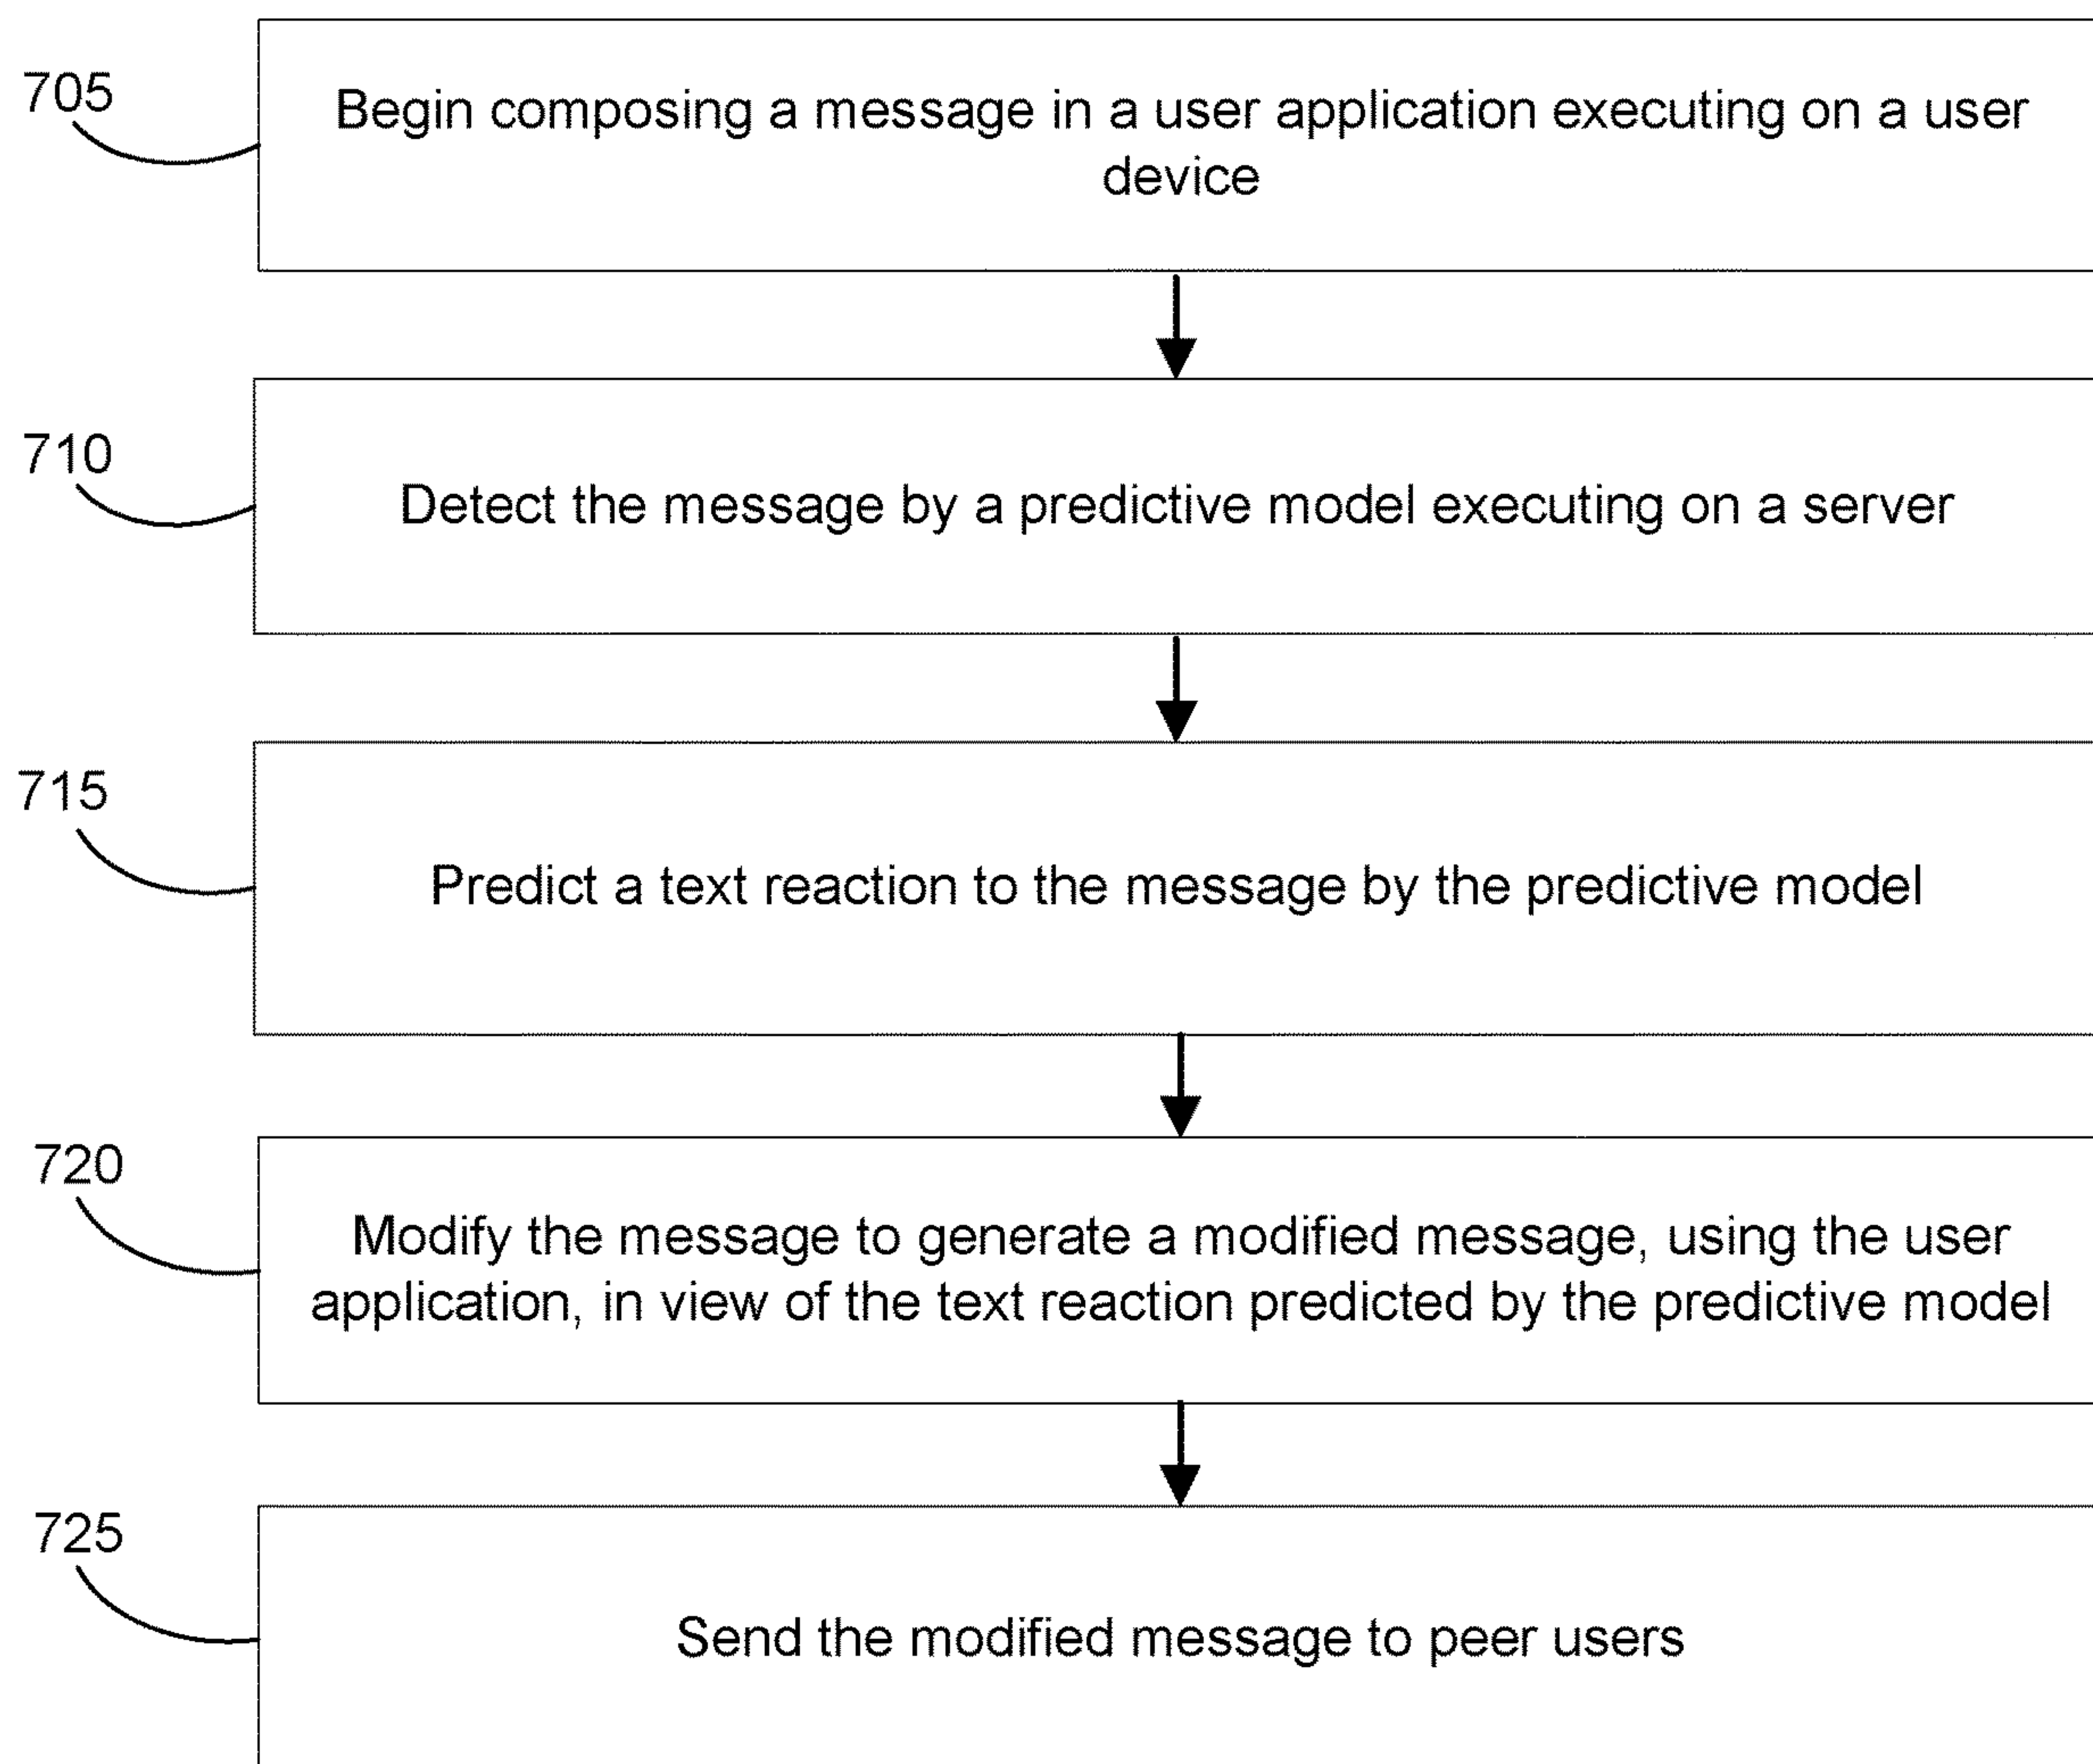 705
Begin composing a message in a user application executing on a user
device
710
Detect the message by a predictive model executing on a server
715
Predict a text reaction to the message by the predictive model
720
Modify the message to generate a modified message, using the user
application, in view of the text reaction predicted by the predictive model
725
Send the modified message to peer users